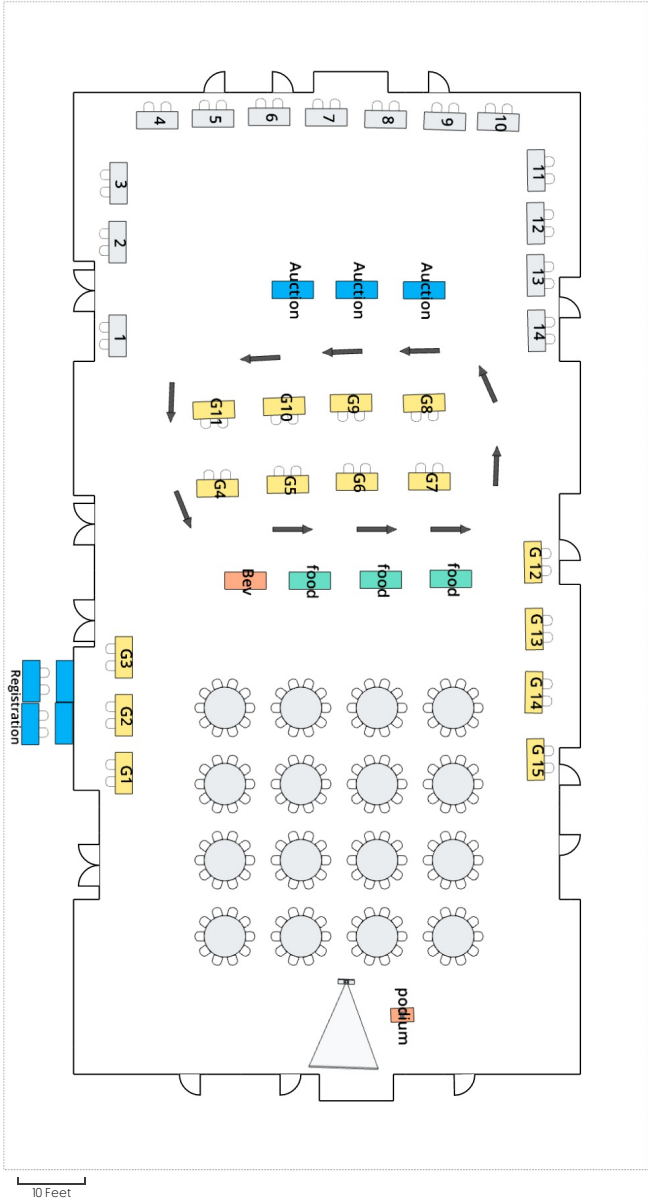 4
5
6
7
8
9
10
3
11
2
12
Auction
Auction
Auction
13
1
14
G11
G10
G9
G8
G4
G5
G6
G7
Bev
food
food
food
G 12
G 13
G3
G 14
Registration
G2
G 15
G1
podium
10 Feet